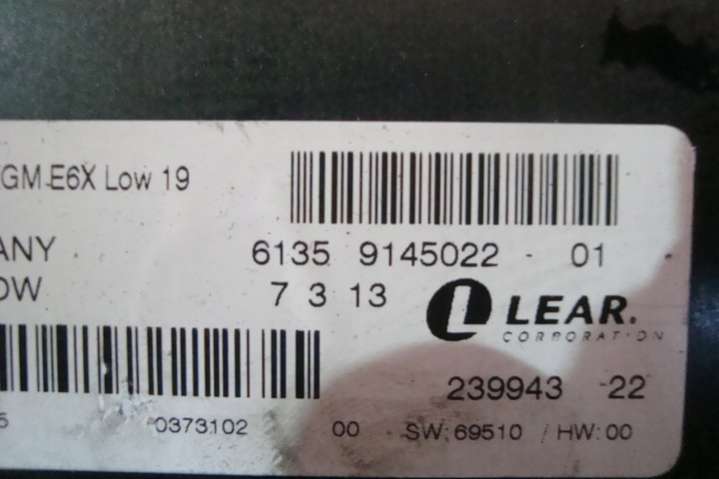 GM-E6X Low 19
ANY 6135 9145022 - 01
OW 7 3 13
LEAR.
CORPORATION
239943 22
0373102 00 SW: 69510 / HW: 00